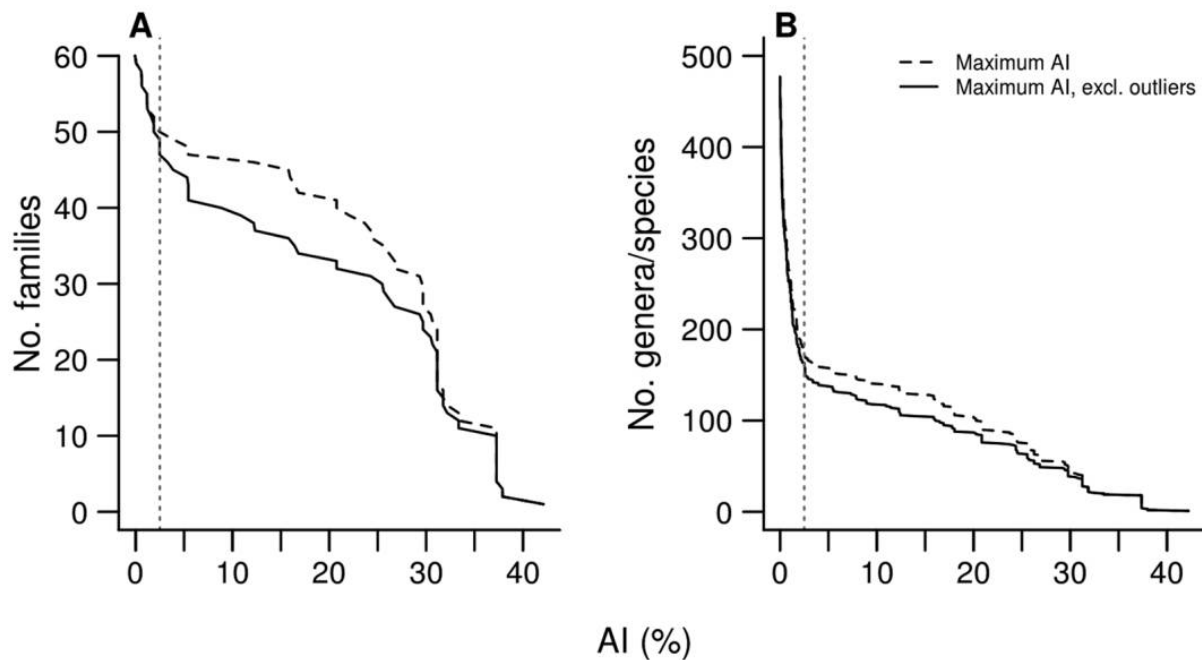 A
No. families
60
50
40
30
20
10
0
0 10 20 30 40
B
No. genera/species
500
400
300
200
100
0
0 10 20 30 40
Maximum AI
Maximum AI, excl. outliers
AI (%)